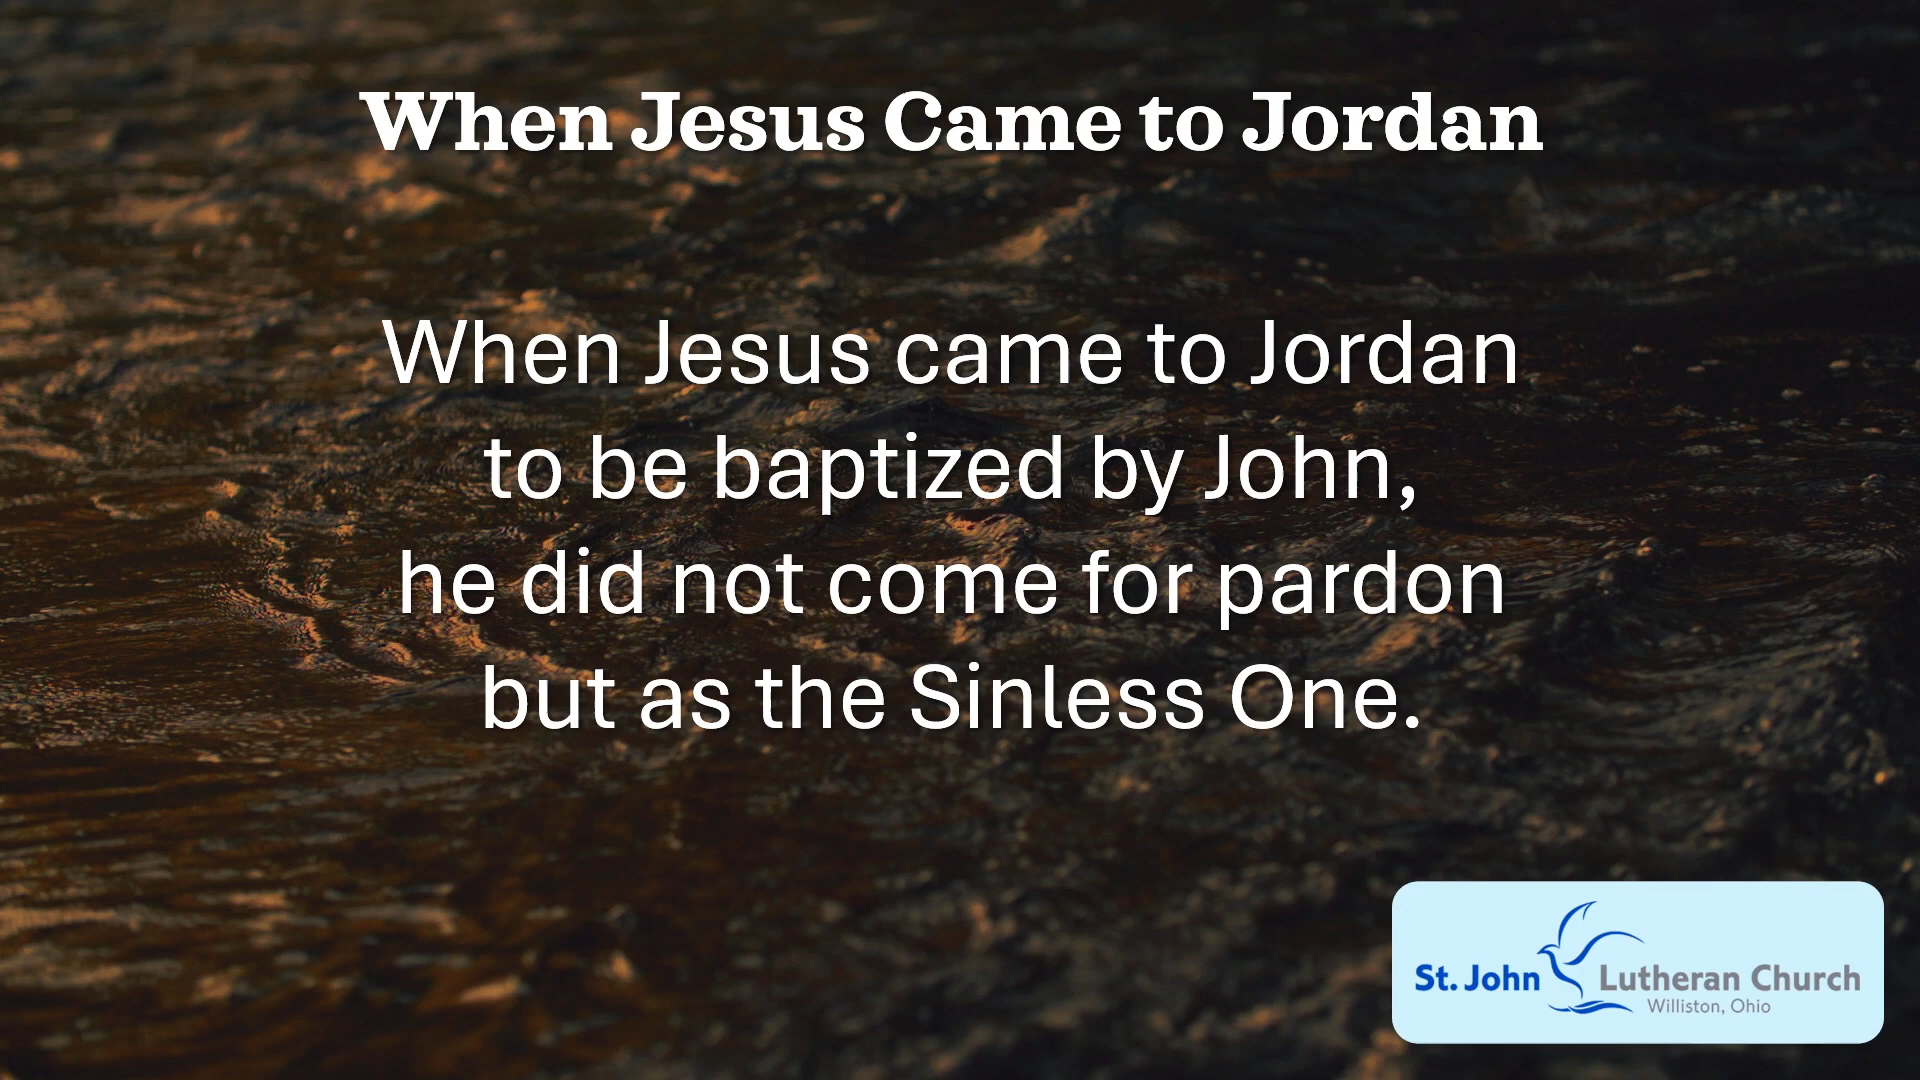 When Jesus Came to Jordan
When Jesus came to Jordan
to be baptized by John,
he did not come for pardon
but as the Sinless One.
St. John Lutheran Church
Williston, Ohio